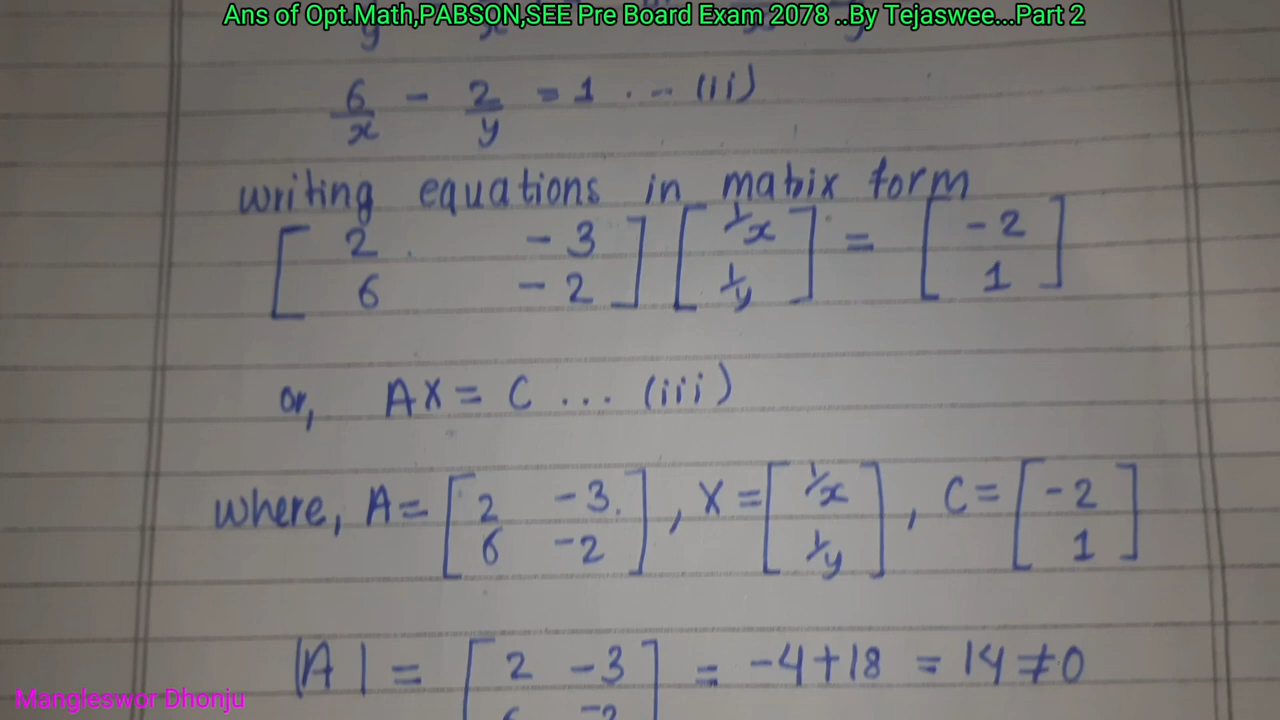 Ans of Opt.Math,PABSON,SEE Pre Board Exam 2078 ..By Tejaswee...Part 2
6/x - 2/y = 1 ... (ii)
writing equations in matrix form
[2 -3] [1/x] = [-2]
[6 -2] [1/y] [1]
or, AX = C ... (iii)
where, A = [2 -3], X = [1/x], C = [-2]
[6 -2] [1/y] [1]
|A| = [2 -3] = -4+18 = 14 ≠ 0
6 -2
Mangleswor Dhonju